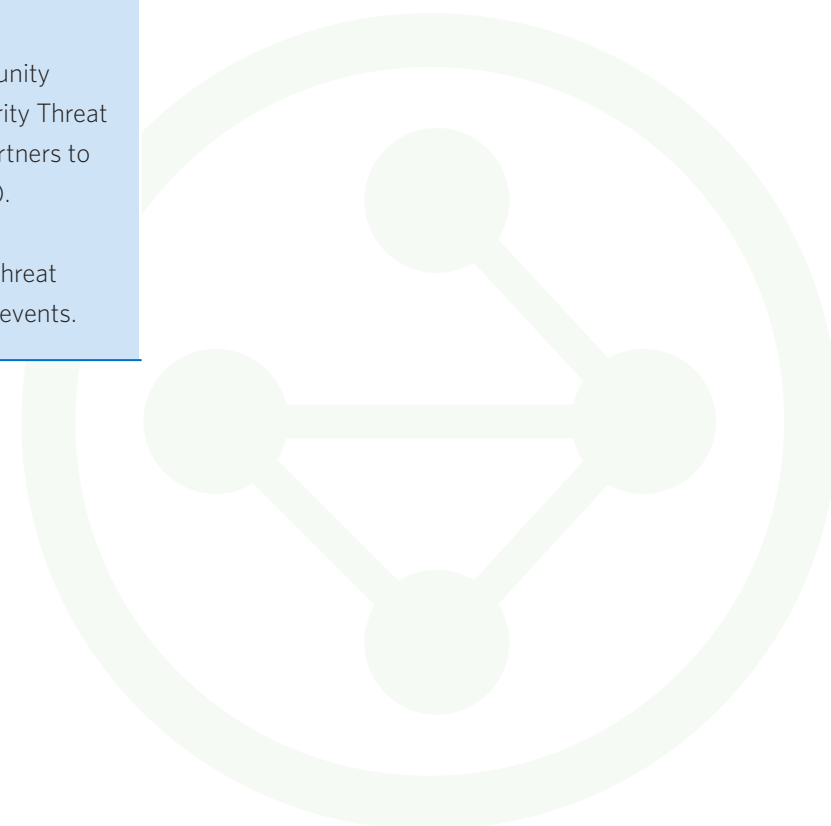 unity
rity Threat
rtners to
).
hreat
events.